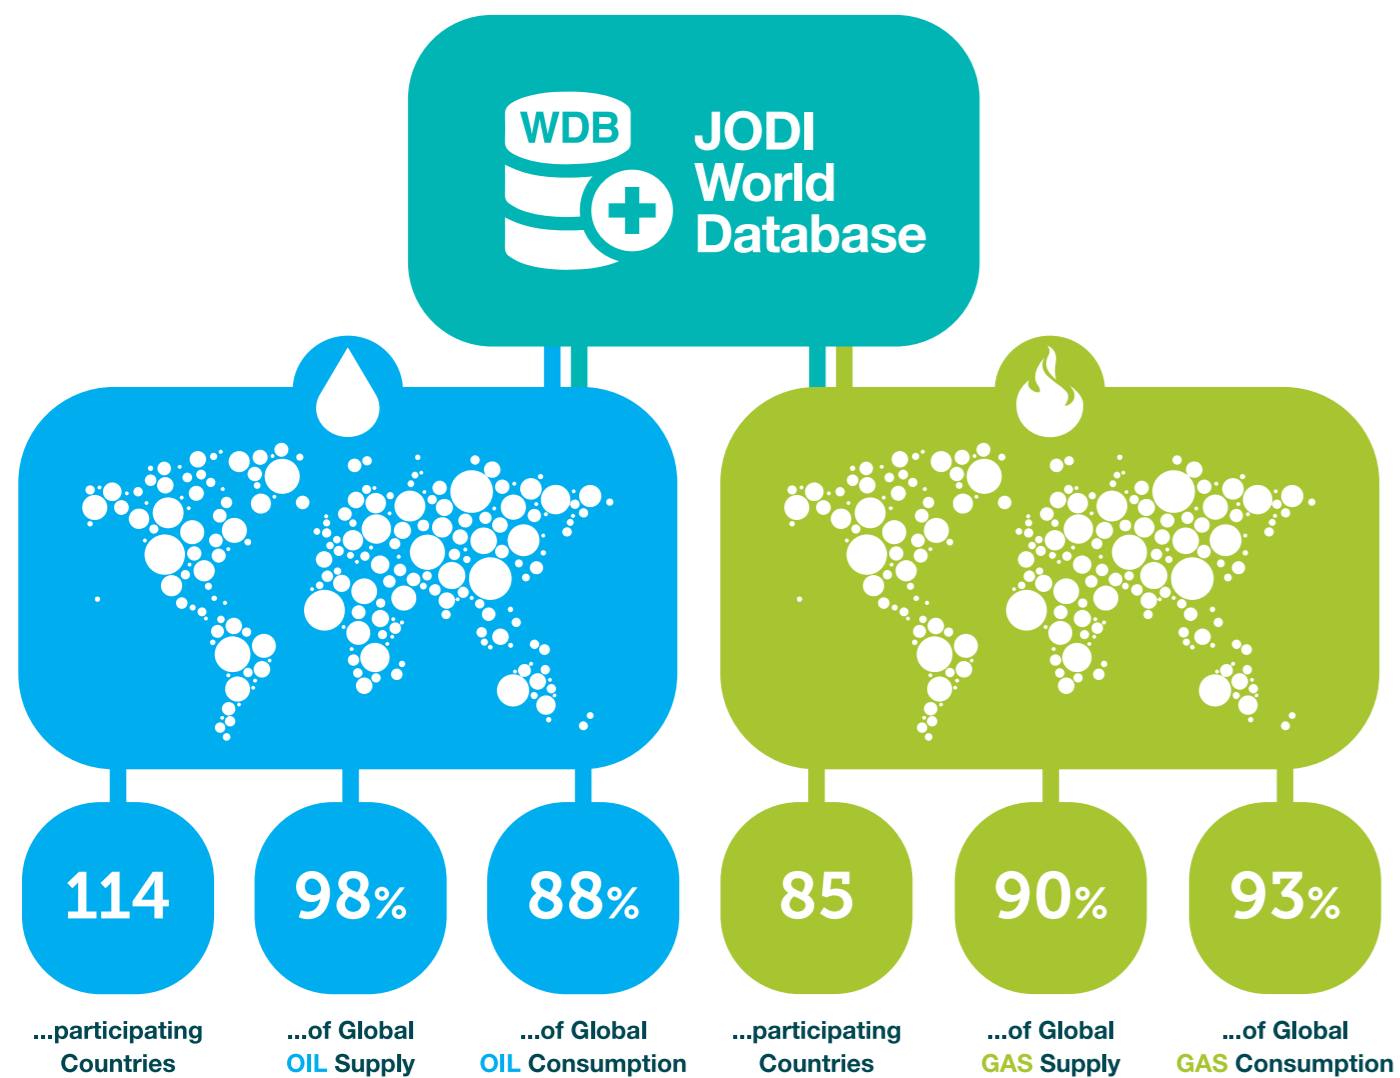 WDB
JODI
World
Database
114
98%
88%
85
90%
93%
...participating
Countries
...of Global
OIL Supply
...of Global
OIL Consumption
...participating
Countries
...of Global
GAS Supply
...of Global
GAS Consumption